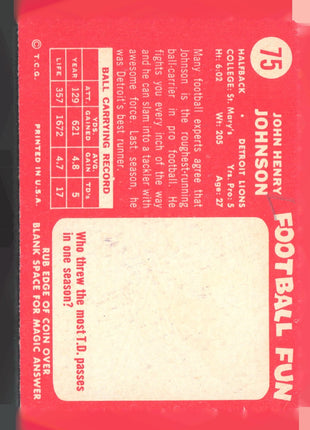 75
JOHN HENRY
JOHNSON
HALFBACK • DETROIT LIONS
COLLEGE: St. Mary's Yrs. Pro: 5
Ht: 6:02 Wt: 205 Age: 27
Many football experts agree that
Johnson is the roughest-running
ball-carrier in pro football. He
fights you every inch of the way
and he can slam into a tackler with
awesome force. Last season, he
was Detroit's best runner.
BALL CARRYING RECORD
ATT. YDS. GAINED AVG. GAIN TD's
YEAR 129 621 4.8 5
LIFE 357 1672 4.7 17
© T.C.G. PRINTED IN U.S.A.
FOOTBALL FUN
Who threw the most T.D. passes
in one season?
RUB EDGE OF COIN OVER
BLANK SPACE FOR MAGIC ANSWER